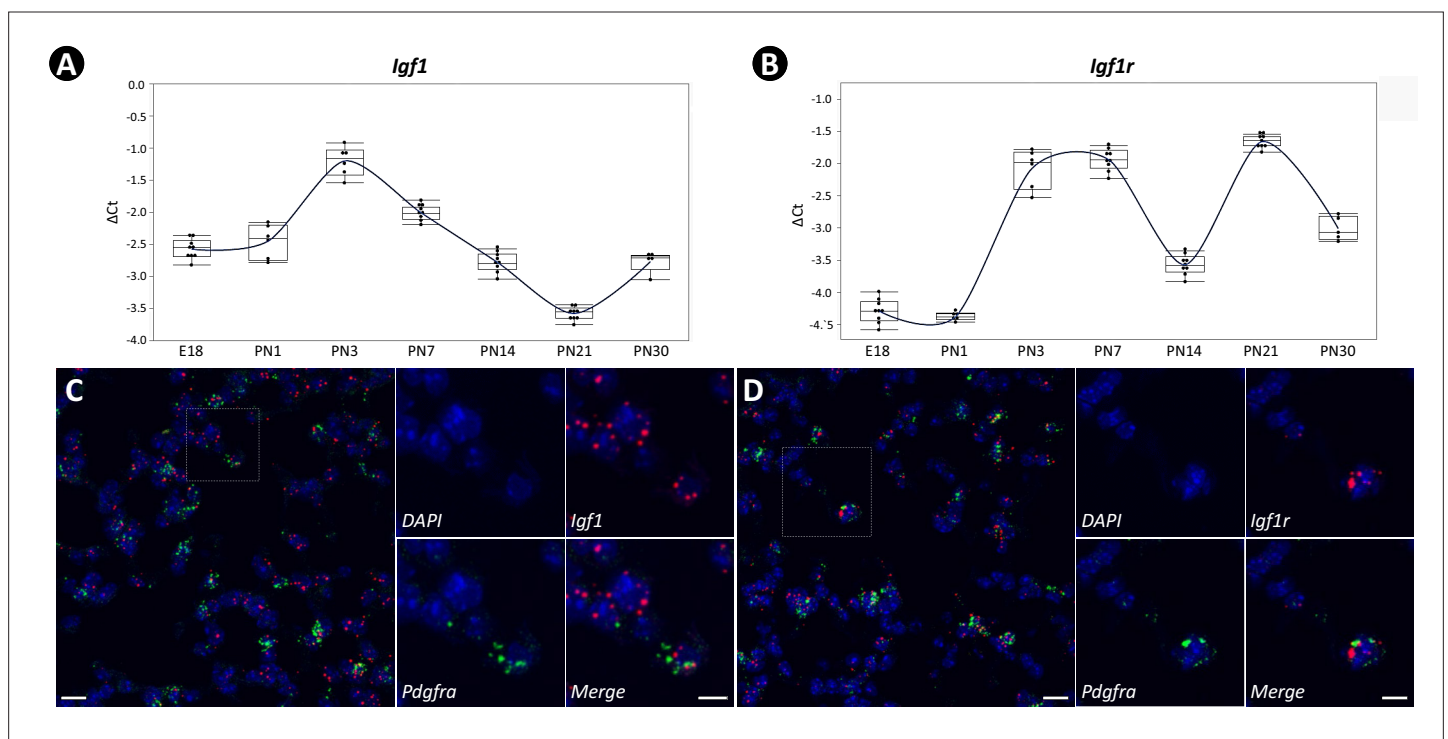 A
Igf1
ΔCt
0.0
-0.5
-1.0
-1.5
-2.0
-2.5
-3.0
-3.5
-4.0
E18 PN1 PN3 PN7 PN14 PN21 PN30
B
Igf1r
ΔCt
-1.0
-1.5
-2.0
-2.5
-3.0
-3.5
-4.0
-4.5
E18 PN1 PN3 PN7 PN14 PN21 PN30
C
DAPI
Igf1
Pdgfra
Merge
D
DAPI
Igf1r
Pdgfra
Merge